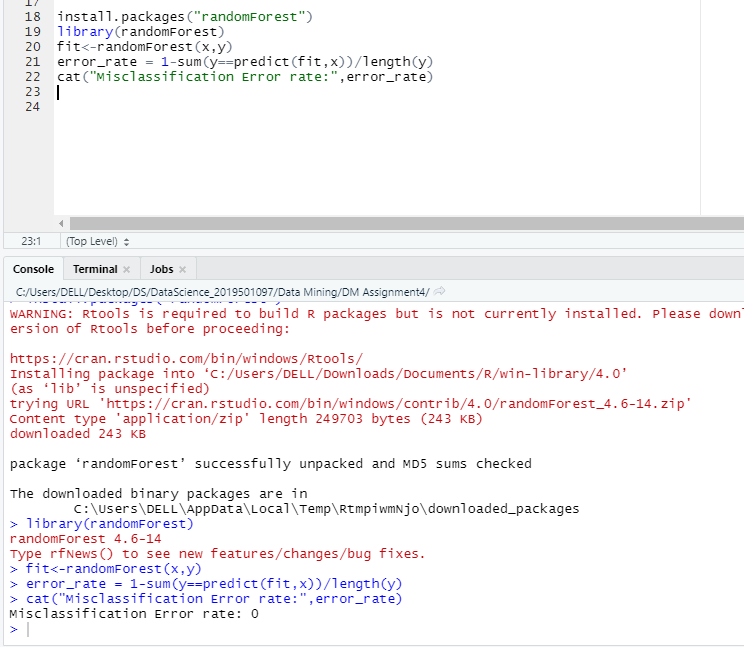 17
18 install.packages("randomForest")
19 library(randomForest)
20 fit<-randomForest(x,y)
21 error_rate = 1-sum(y==predict(fit,x))/length(y)
22 cat("Misclassification Error rate:",error_rate)
23
24
23:1 (Top Level)
Console Terminal Jobs
C:/Users/DELL/Desktop/DS/DataScience_2019501097/Data Mining/DM Assignment4/
> install.packages("randomForest")
WARNING: Rtools is required to build R packages but is not currently installed. Please downl
ersion of Rtools before proceeding:
https://cran.rstudio.com/bin/windows/Rtools/
Installing package into ‘C:/Users/DELL/Downloads/Documents/R/win-library/4.0’
(as ‘lib’ is unspecified)
trying URL 'https://cran.rstudio.com/bin/windows/contrib/4.0/randomForest_4.6-14.zip'
Content type 'application/zip' length 249703 bytes (243 KB)
downloaded 243 KB
package ‘randomForest’ successfully unpacked and MD5 sums checked
The downloaded binary packages are in
C:\Users\DELL\AppData\Local\Temp\RtmpiwmNjo\downloaded_packages
> library(randomForest)
randomForest 4.6-14
Type rfNews() to see new features/changes/bug fixes.
> fit<-randomForest(x,y)
> error_rate = 1-sum(y==predict(fit,x))/length(y)
> cat("Misclassification Error rate:",error_rate)
Misclassification Error rate: 0
>